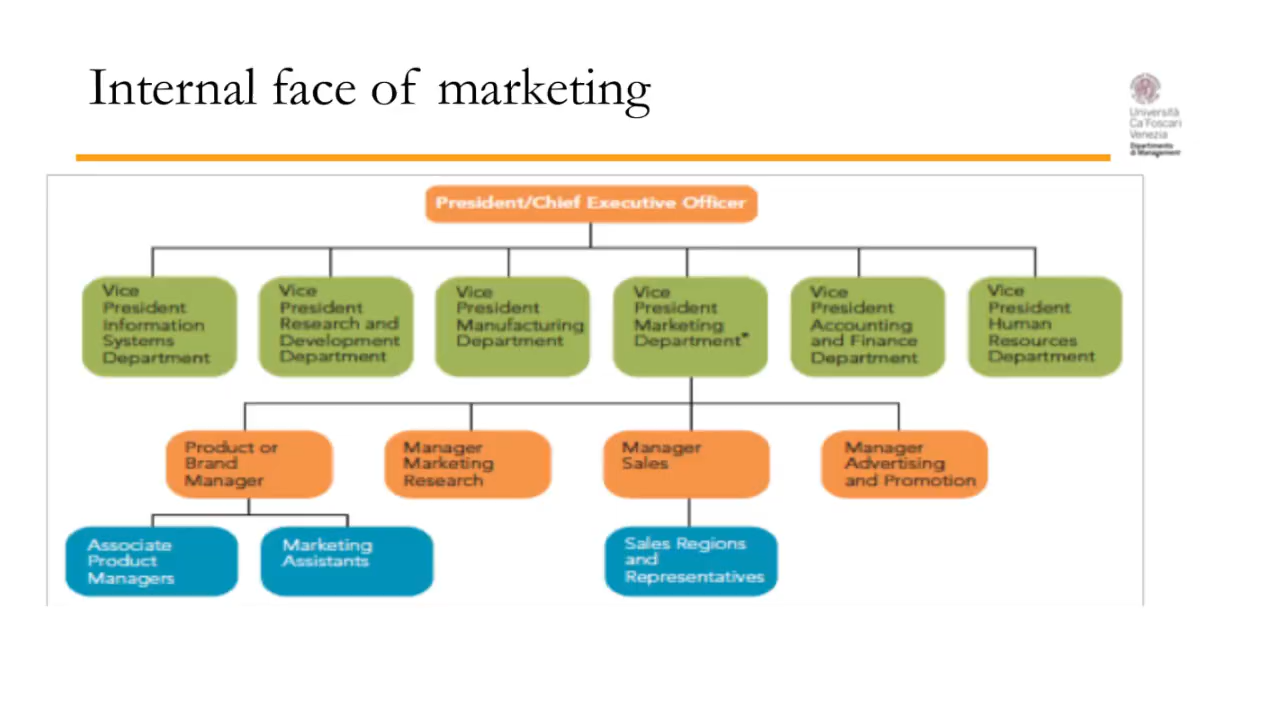 Internal face of marketing
Università
Ca'Foscari
Venezia
Dipartimento
di Management
President/Chief Executive Officer
Vice
President
Information
Systems
Department
Vice
President
Research and
Development
Department
Vice
President
Manufacturing
Department
Vice
President
Marketing
Department*
Vice
President
Accounting
and Finance
Department
Vice
President
Human
Resources
Department
Product or
Brand
Manager
Manager
Marketing
Research
Manager
Sales
Manager
Advertising
and Promotion
Associate
Product
Managers
Marketing
Assistants
Sales Regions
and
Representatives